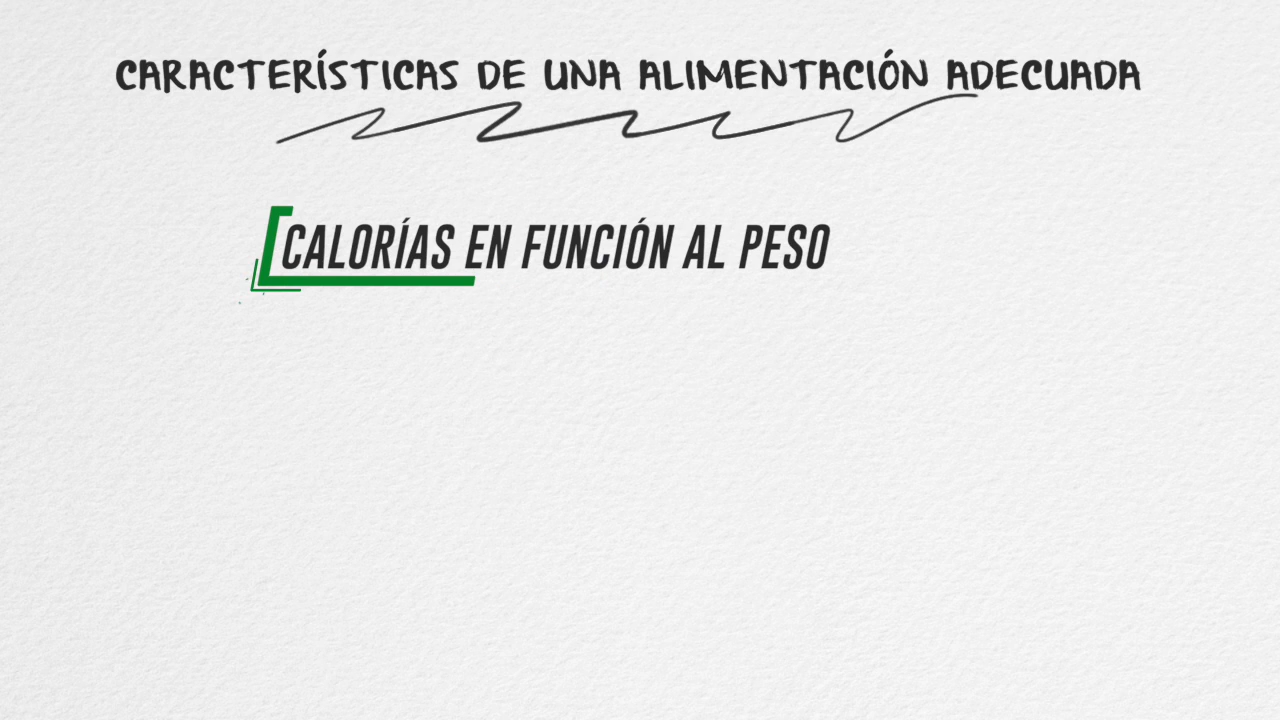 CARACTERÍSTICAS DE UNA ALIMENTACIÓN ADECUADA
CALORÍAS EN FUNCIÓN AL PESO